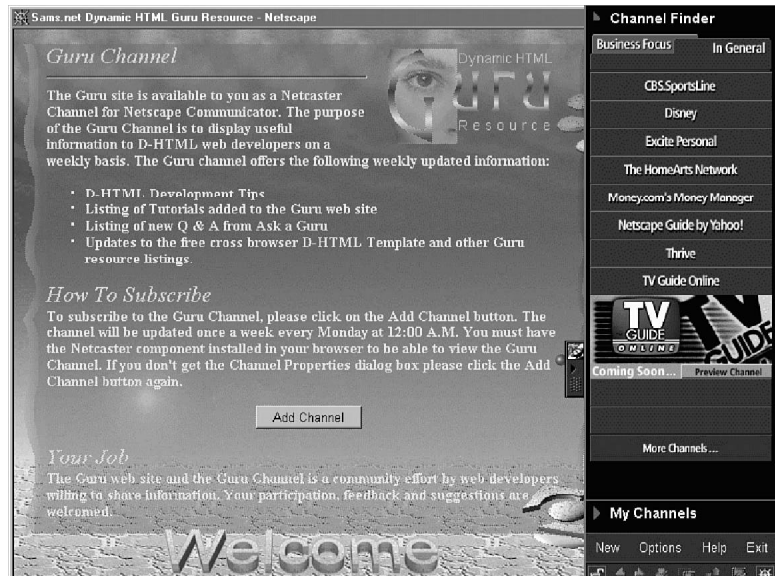 Sams.net Dynamic HTML Guru Resource - Netscape
Guru Channel
Dynamic HTML
Guru
Resource
The Guru site is available to you as a Netcaster
Channel for Netscape Communicator. The purpose
of the Guru Channel is to display useful
information to D-HTML web developers on a
weekly basis. The Guru channel offers the following weekly updated information:
· D-HTML Development Tips
· Listing of Tutorials added to the Guru web site
· Listing of new Q & A from Ask a Guru
· Updates to the free cross browser D-HTML Template and other Guru
resource listings.
How To Subscribe
To subscribe to the Guru Channel, please click on the Add Channel button. The
channel will be updated once a week every Monday at 12:00 A.M. You must have
the Netcaster component installed in your browser to be able to view the Guru
Channel. If you don't get the Channel Properties dialog box please click the Add
Channel button again.
Add Channel
Your Job
The Guru web site and the Guru Channel is a community effort by web developers
willing to share information. Your participation, feedback and suggestions are
welcomed.
Welcome
Channel Finder
Business Focus
In General
CBS.SportsLine
Disney
Excite Personal
The HomeArts Network
Money.com's Money Manager
Netscape Guide by Yahoo!
Thrive
TV Guide Online
TV
GUIDE
ONLINE
TV
GUIDE
Coming Soon...
Preview Channel
More Channels...
My Channels
New Options Help Exit